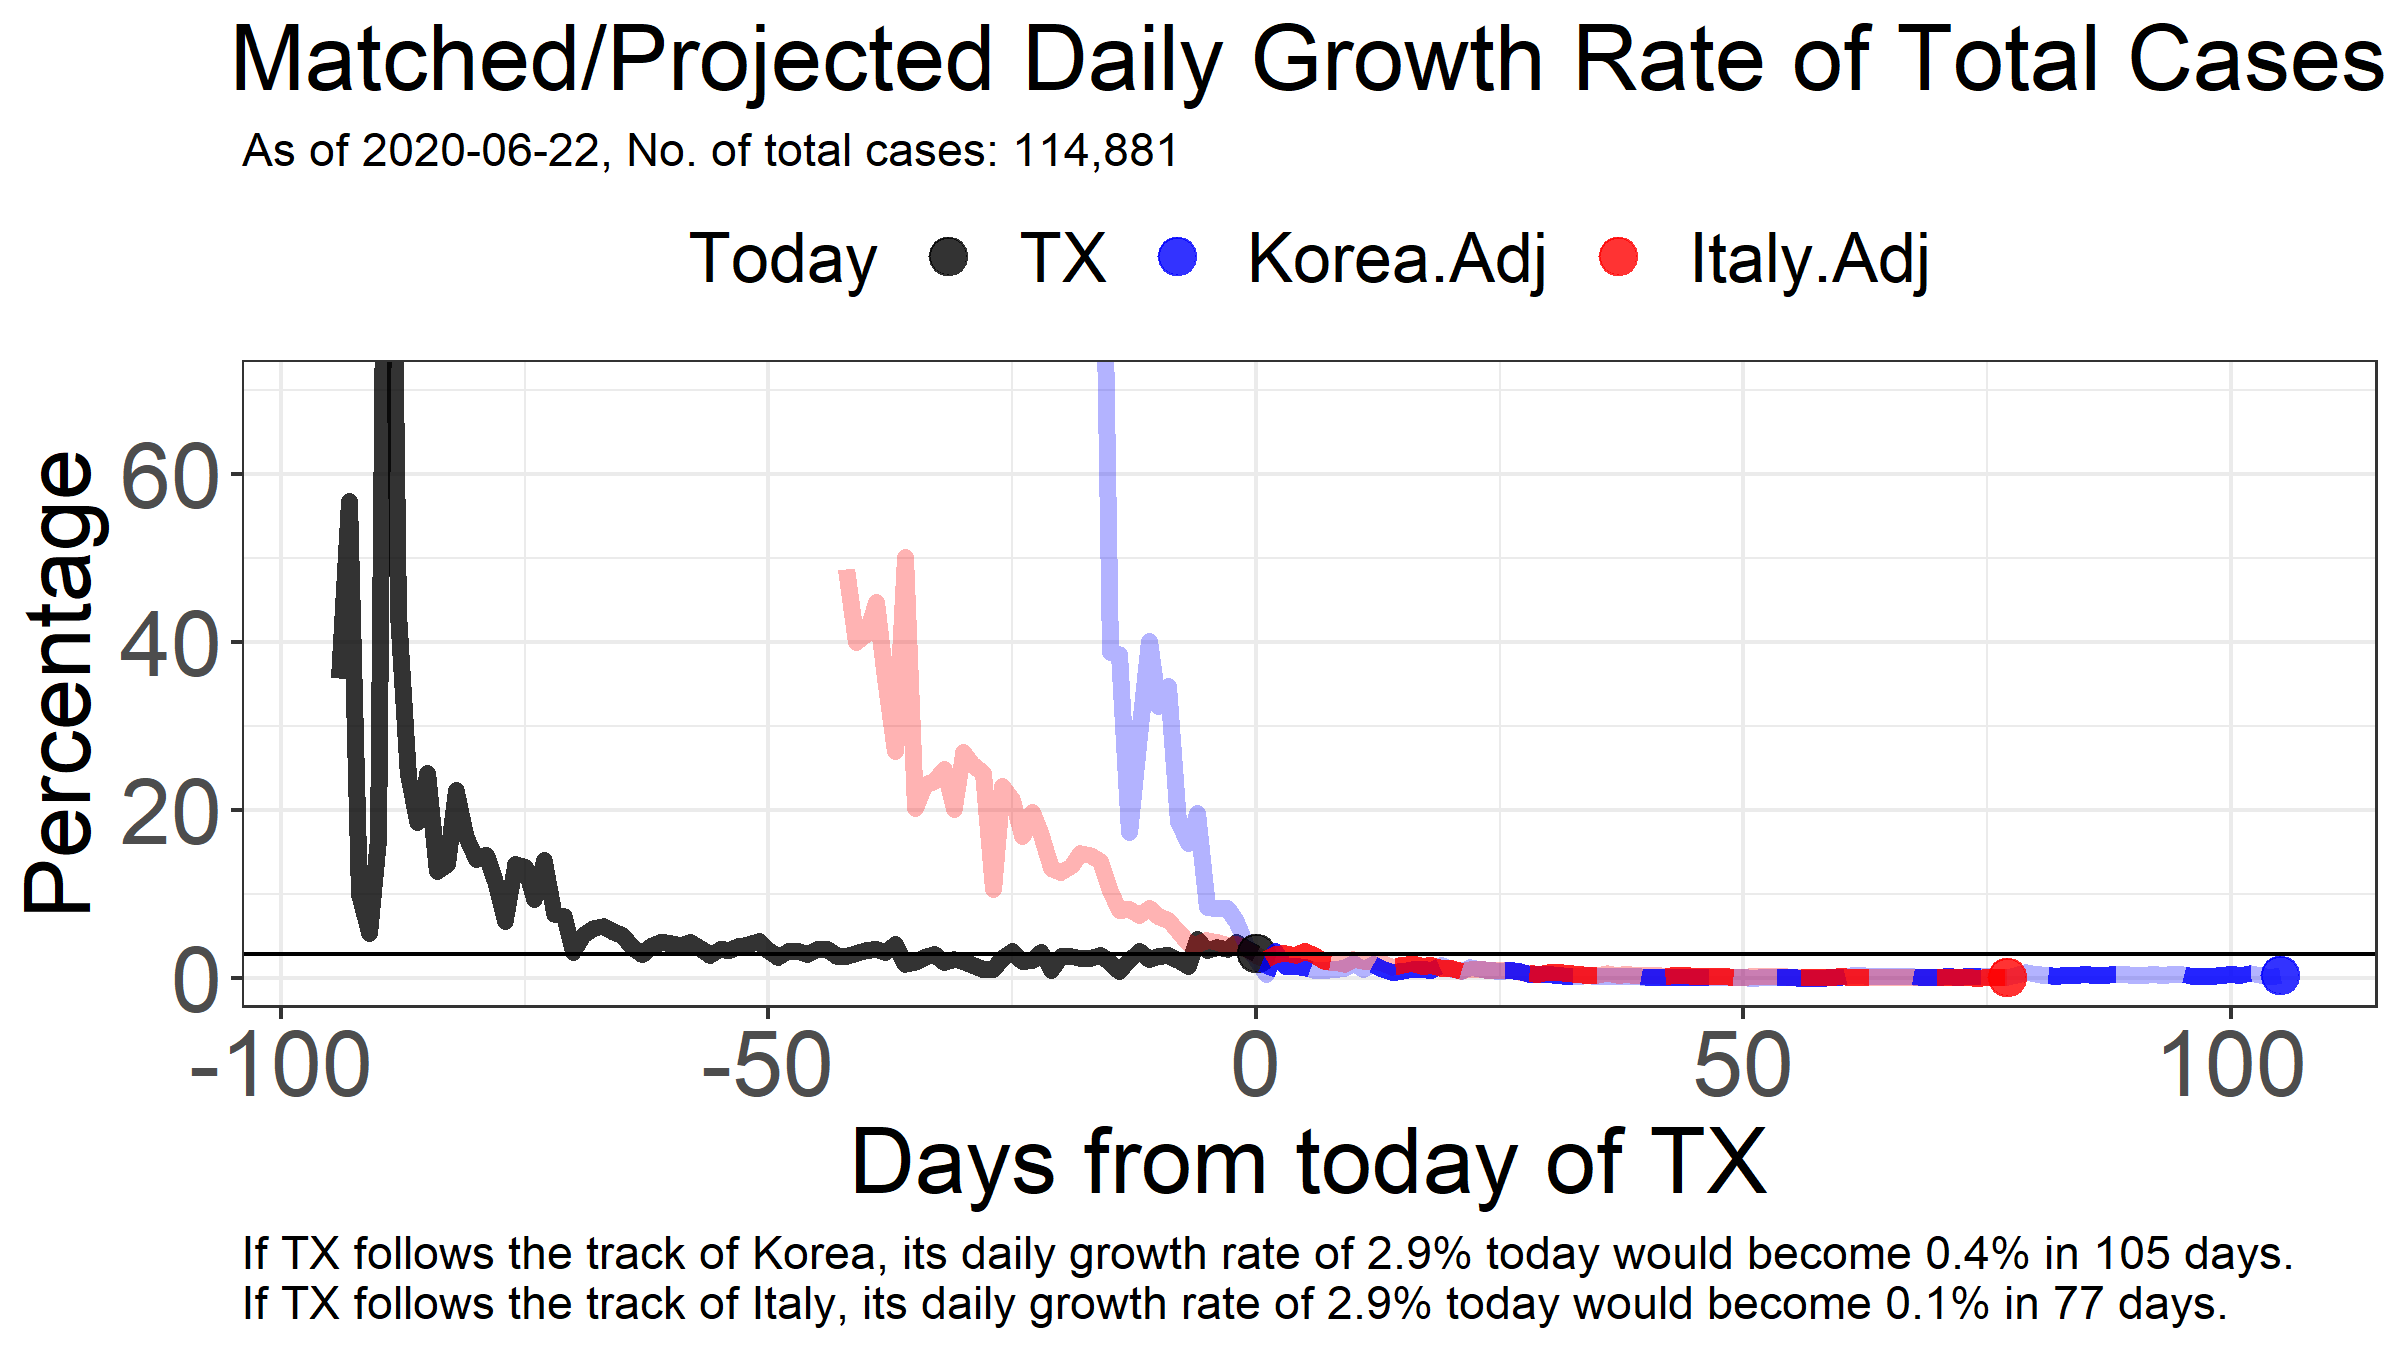 Matched/Projected Daily Growth Rate of Total Cases
As of 2020-06-22, No. of total cases: 114,881
Today TX Korea.Adj Italy.Adj
Percentage
60
40
20
0
-100 -50 0 50 100
Days from today of TX
If TX follows the track of Korea, its daily growth rate of 2.9% today would become 0.4% in 105 days.
If TX follows the track of Italy, its daily growth rate of 2.9% today would become 0.1% in 77 days.